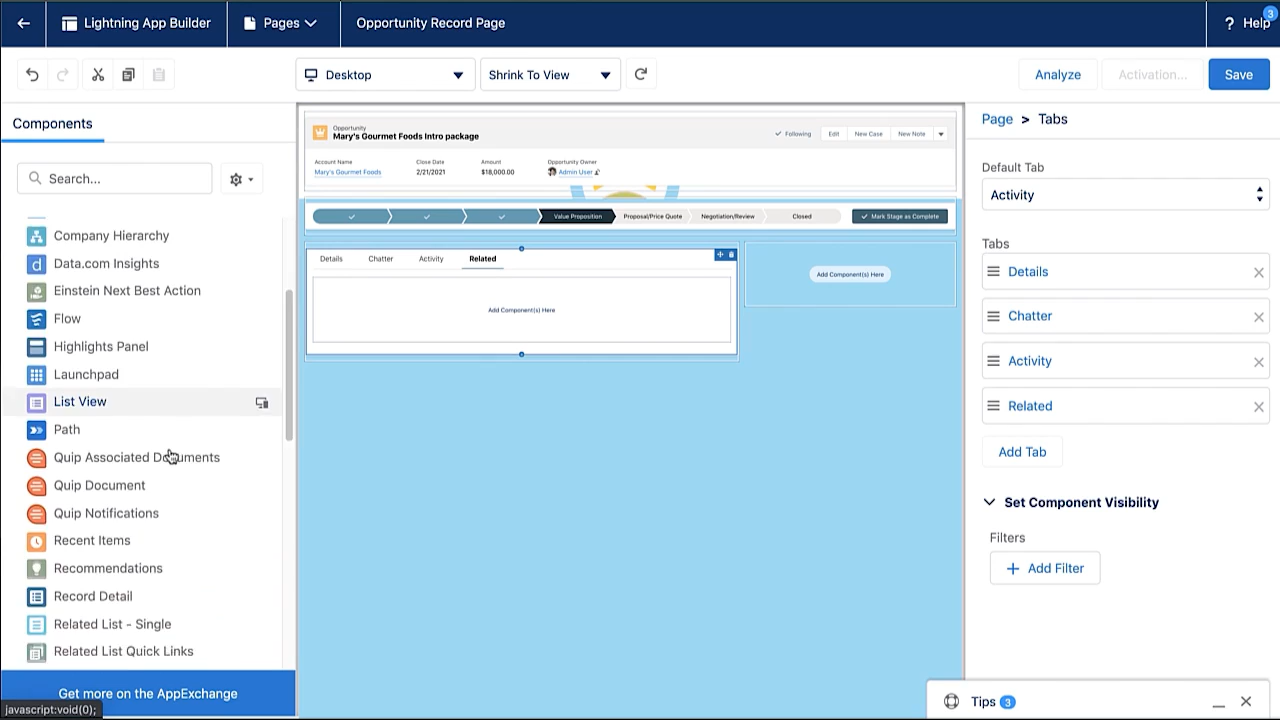 Lightning App Builder
Pages
Opportunity Record Page
? Help
3
Desktop
Shrink To View
Analyze
Activation...
Save
Components
Search...
Company Hierarchy
Data.com Insights
Einstein Next Best Action
Flow
Highlights Panel
Launchpad
List View
Path
Quip Associated Documents
Quip Document
Quip Notifications
Recent Items
Recommendations
Record Detail
Related List - Single
Related List Quick Links
Get more on the AppExchange
javascript:void(0);
Opportunity
Mary's Gourmet Foods Intro package
Following
Edit
New Case
New Note
Account Name
Mary's Gourmet Foods
Close Date
2/21/2021
Amount
$18,000.00
Opportunity Owner
Admin User
Value Proposition
Proposal/Price Quote
Negotiation/Review
Closed
Mark Stage as Complete
Details
Chatter
Activity
Related
Add Component(s) Here
Add Component(s) Here
Page > Tabs
Default Tab
Activity
Tabs
Details
Chatter
Activity
Related
Add Tab
Set Component Visibility
Filters
+ Add Filter
Tips 3